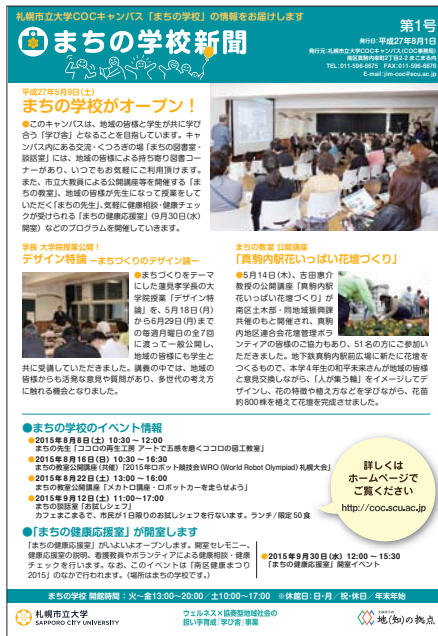 札幌市立大学COCキャンパス「まちの学校」の情報をお届けします
まちの学校新聞
第1号
発行日:平成27年8月1日
発行元:札幌市立大学COCキャンパス(COC事務局)
南区真駒内幸町2丁目2-2 まこまる内
TEL:011-596-6675 FAX:011-596-6676
E-mail:jim-coc@scu.ac.jp
平成27年5月9日(土)
まちの学校がオープン!
●このキャンパスは、地域の皆様と学生が共に学び
合う「学び舎」となることを目指しています。キャ
ンパス内にある交流・くつろぎの場「まちの図書室・
談話室」には、地域の皆様による持ち寄り図書コー
ナーがあり、いつでもお気軽にご利用頂けます。
また、市立大教員による公開講座等を開催する「ま
ちの教室」、地域の皆様が先生になって授業をして
いただく「まちの先生」、気軽に健康相談・健康チェッ
クが受けられる「まちの健康応援室」(9月30日(水)
開室)などのプログラムを開催していきます。
学長 大学院授業公開!
デザイン特論 ーまちづくりのデザイン論ー
●まちづくりをテーマ
にした蓮見孝学長の大
学院授業「デザイン特
論」を、5月18日(月)
から6月29日(月)まで
の毎週月曜日の全7回
に渡って一般公開し、
地域の皆様にも学生と
共に受講していただきました。講義の中では、地域の
皆様からも活発な意見や質問があり、多世代の考え方
に触れる機会となりました。
まちの教室 公開講座
「真駒内駅花いっぱい花壇づくり」
●5月14日(木)、吉田惠介
教授の公開講座「真駒内駅
花いっぱい花壇づくり」が
南区土木部・同地域振興課
共催のもと開催され、真駒
内地区連合会花壇管理ボラ
ンティアの皆様のご協力もあり、51名の方にご参加い
ただきました。地下鉄真駒内駅前広場に新たに花壇を
つくるもので、本学4年生の和平未来さんが地域の皆様
と意見交換しながら、「人が集う輪」をイメージしてデ
ザインし、花の特徴や植え方などを学びながら、花苗
約800株を植えて花壇を完成させました。
●まちの学校のイベント情報
●2015年8月8日(土) 10:30～12:00
まちの先生「ココロの再生工房 アートで五感を磨くココロの図工教室」
●2015年8月16日(日) 10:30～16:30
まちの教室公開講座(共催)「2015年ロボット競技会WRO (World Robot Olympiad) 札幌大会」
●2015年8月22日(土) 13:00～16:00
まちの教室公開講座「メカトロ講座・ロボットカーを走らせよう」
●2015年9月12日(土) 11:00～17:00
まちの談話室「お試しシェフ」
カフェまこまるで、市民が1日限りのお試しシェフを行ないます。ランチ/限定50食
詳しくは
ホームページで
ご覧ください
http://coc.scu.ac.jp
●「まちの健康応援室」が開室します
「まちの健康応援室」がいよいよオープンします。開室セレモニー、
健康応援室の説明、看護教員やボランティアによる健康相談・健康
チェックを行います。なお、このイベントは「南区健康まつり
2015」のなかで行われます。(場所はまちの学校です。)
●2015年9月30日(水) 12:00～15:30
「まちの健康応援室」開室イベント
まちの学校 開館時間:火～金13:00～20:00/土10:00～17:00 ※休館日:日・月/祝・休日/年末年始
札幌市立大学
SAPPORO CITY UNIVERSITY
ウェルネス×協奏型地域社会の
担い手育成「学び舎」事業
地(知)の拠点